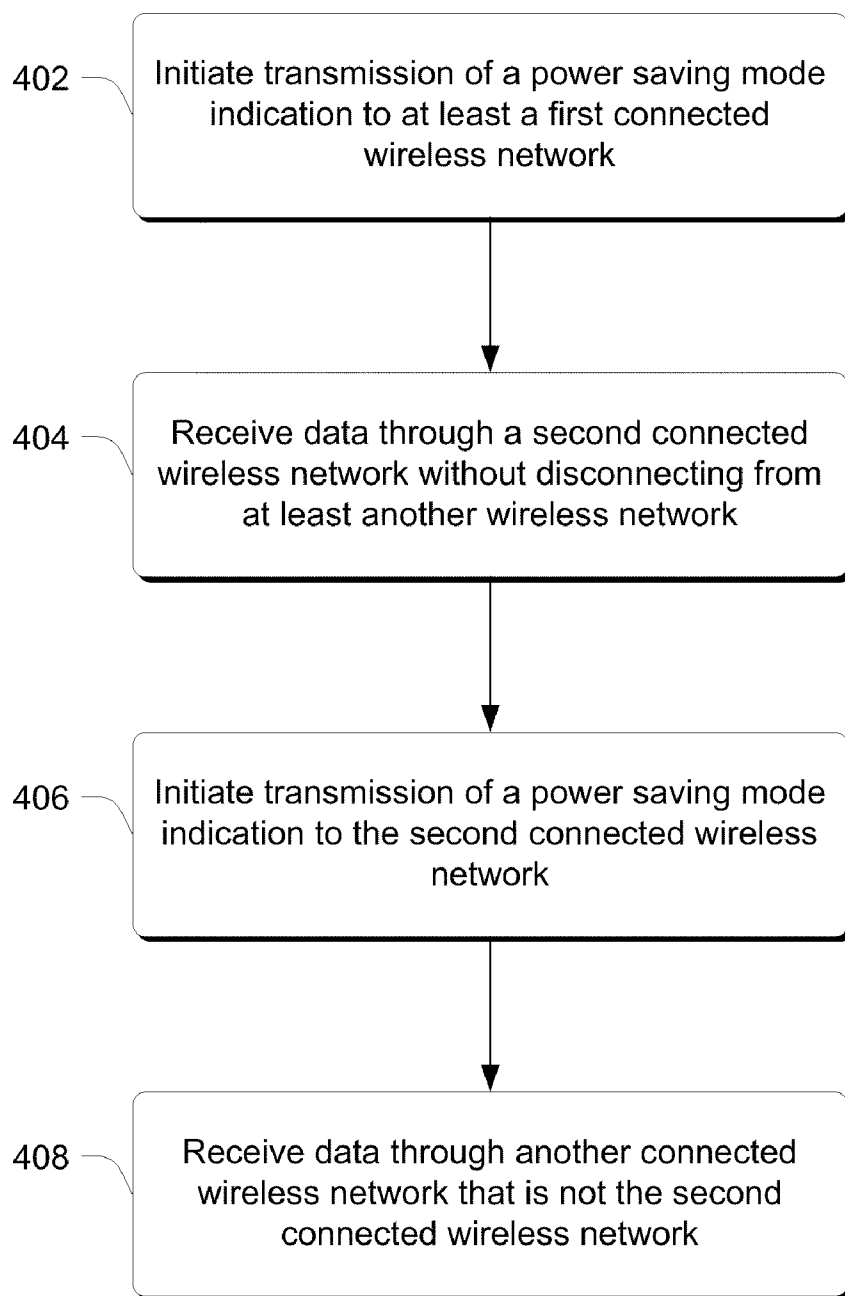 402
Initiate transmission of a power saving mode
indication to at least a first connected
wireless network
404
Receive data through a second connected
wireless network without disconnecting from
at least another wireless network
406
Initiate transmission of a power saving mode
indication to the second connected wireless
network
408
Receive data through another connected
wireless network that is not the second
connected wireless network